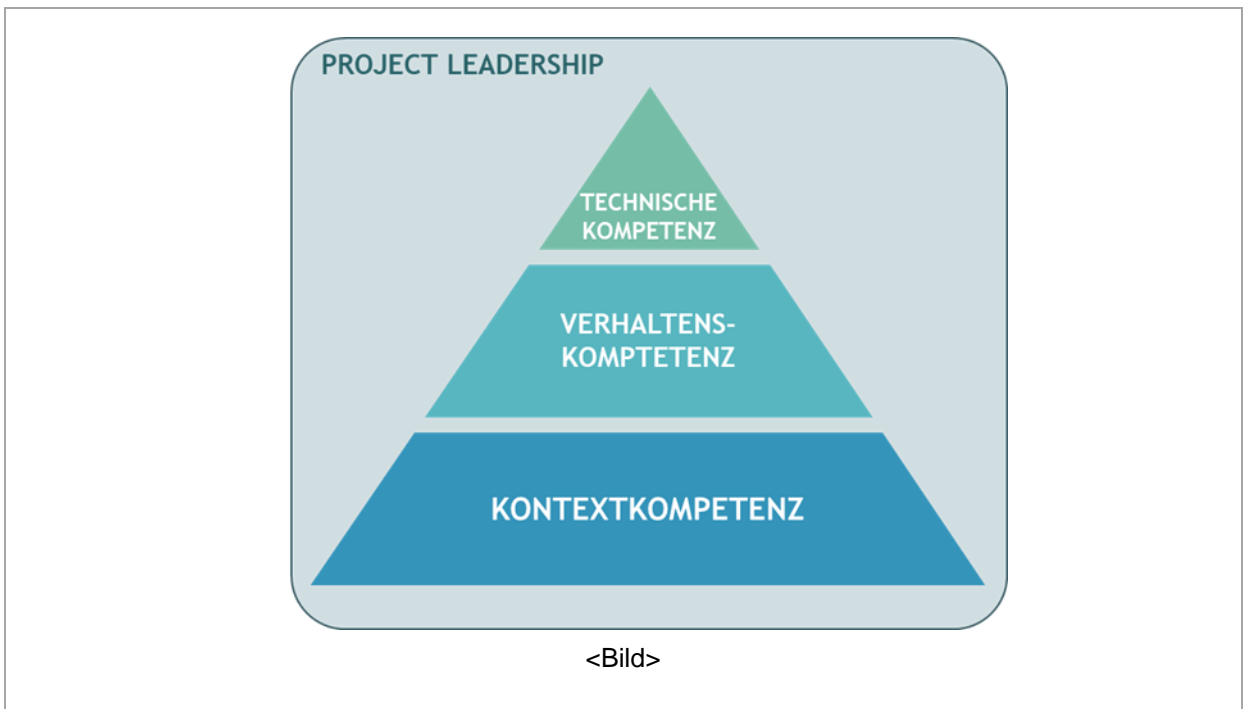 PROJECT LEADERSHIP
TECHNISCHE
KOMPETENZ
VERHALTENS-
KOMPTETENZ
KONTEXTKOMPETENZ
<Bild>